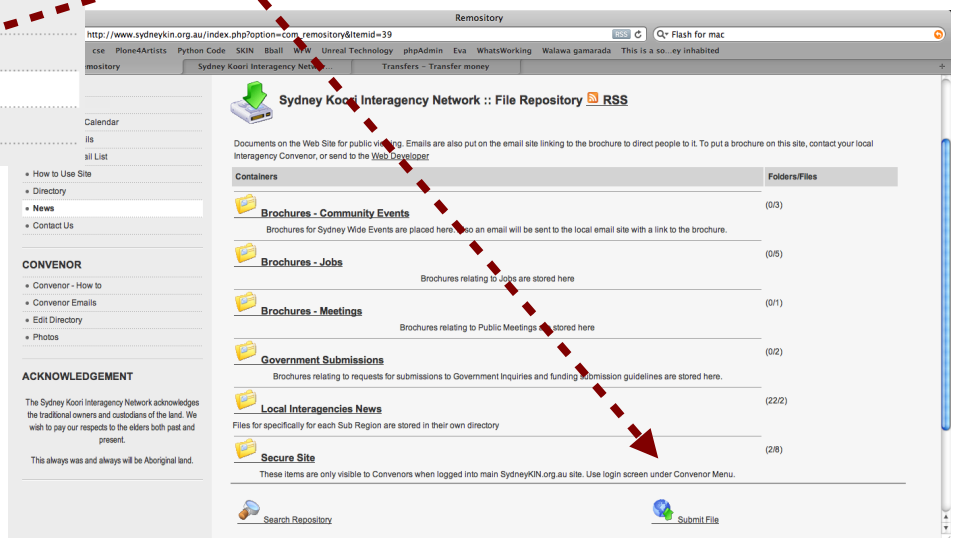 Remository
http://www.sydneykin.org.au/index.php?option=com_remository&Itemid=39 RSS Flash for mac
cse Plone4Artists Python Code SKIN Bball WFW Unreal Technology phpAdmin Eva WhatsWorking Walawa gamarada This is a so...ey inhabited
mository Sydney Koori Interagency Networ... Transfers - Transfer money
Sydney Koori Interagency Network :: File Repository RSS
Documents on the Web Site for public viewing. Emails are also put on the email site linking to the brochure to direct people to it. To put a brochure on this site, contact your local
Interagency Convenor, or send to the Web Developer
Calendar
ils
ail List
How to Use Site
Directory
News
Contact Us
CONVENOR
Convenor - How to
Convenor Emails
Edit Directory
Photos
ACKNOWLEDGEMENT
The Sydney Koori Interagency Network acknowledges
the traditional owners and custodians of the land. We
wish to pay our respects to the elders both past and
present.
This always was and always will be Aboriginal land.
Containers Folders/Files
Brochures - Community Events (0/3)
Brochures for Sydney Wide Events are placed here. Also an email will be sent to the local email site with a link to the brochure.
Brochures - Jobs (0/5)
Brochures relating to Jobs are stored here
Brochures - Meetings (0/1)
Brochures relating to Public Meetings are stored here
Government Submissions (0/2)
Brochures relating to requests for submissions to Government Inquiries and funding submission guidelines are stored here.
Local Interagencies News (22/2)
Files for specifically for each Sub Region are stored in their own directory
Secure Site (2/8)
These items are only visible to Convenors when logged into main SydneyKIN.org.au site. Use login screen under Convenor Menu.
Search Repository Submit File